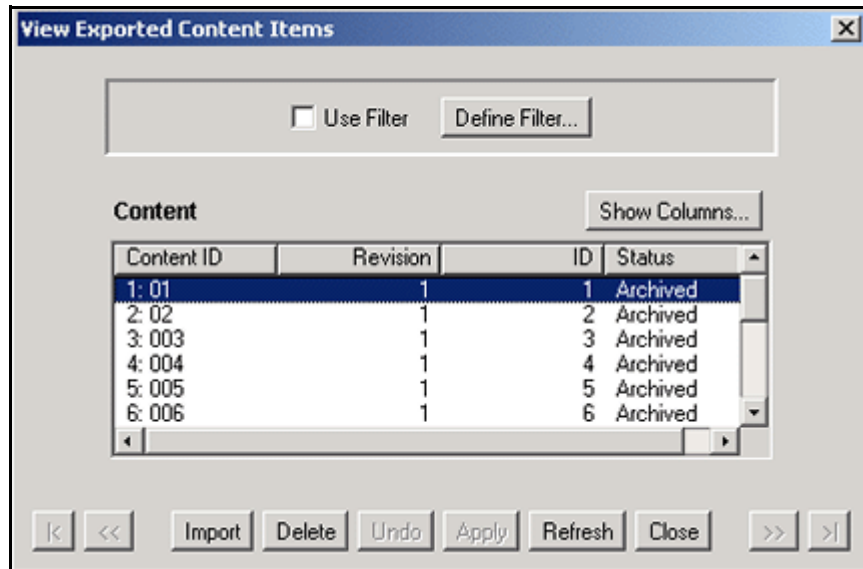 View Exported Content Items
Use Filter Define Filter...
Content Show Columns...
Content ID Revision ID Status
1: 01 1 1 Archived
2: 02 1 2 Archived
3: 003 1 3 Archived
4: 004 1 4 Archived
5: 005 1 5 Archived
6: 006 1 6 Archived
|< << Import Delete Undo Apply Refresh Close >> >|